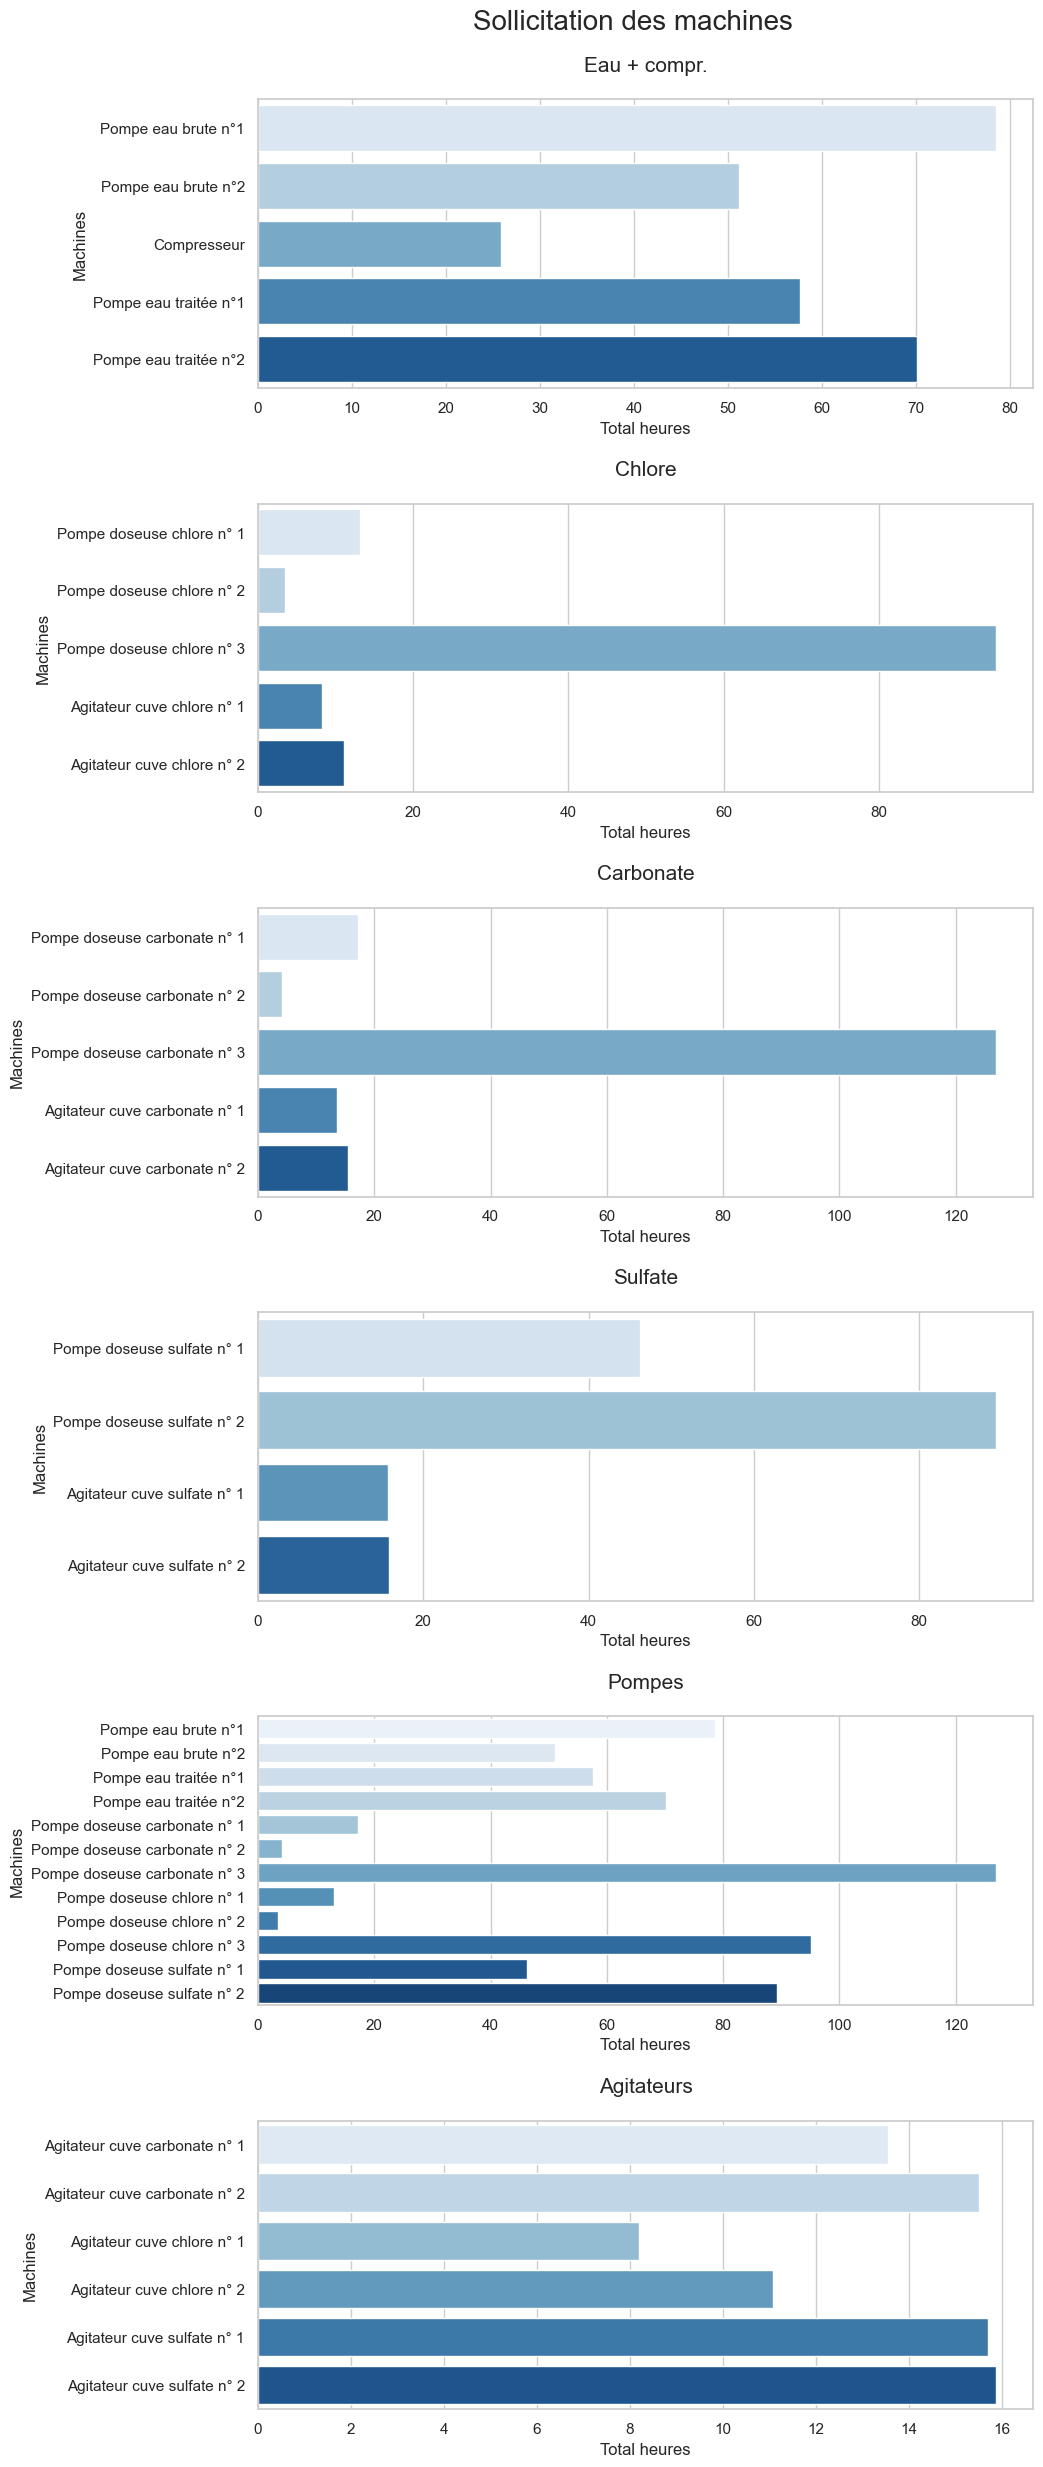 Sollicitation des machines
Eau + compr.
Pompe eau brute n°1
Pompe eau brute n°2
Compresseur
Pompe eau traitée n°1
Pompe eau traitée n°2
Machines
0 10 20 30 40 50 60 70 80
Total heures
Chlore
Pompe doseuse chlore n° 1
Pompe doseuse chlore n° 2
Pompe doseuse chlore n° 3
Agitateur cuve chlore n° 1
Agitateur cuve chlore n° 2
Machines
0 20 40 60 80
Total heures
Carbonate
Pompe doseuse carbonate n° 1
Pompe doseuse carbonate n° 2
Pompe doseuse carbonate n° 3
Agitateur cuve carbonate n° 1
Agitateur cuve carbonate n° 2
Machines
0 20 40 60 80 100 120
Total heures
Sulfate
Pompe doseuse sulfate n° 1
Pompe doseuse sulfate n° 2
Agitateur cuve sulfate n° 1
Agitateur cuve sulfate n° 2
Machines
0 20 40 60 80
Total heures
Pompes
Pompe eau brute n°1
Pompe eau brute n°2
Pompe eau traitée n°1
Pompe eau traitée n°2
Pompe doseuse carbonate n° 1
Pompe doseuse carbonate n° 2
Pompe doseuse carbonate n° 3
Pompe doseuse chlore n° 1
Pompe doseuse chlore n° 2
Pompe doseuse chlore n° 3
Pompe doseuse sulfate n° 1
Pompe doseuse sulfate n° 2
Machines
0 20 40 60 80 100 120
Total heures
Agitateurs
Agitateur cuve carbonate n° 1
Agitateur cuve carbonate n° 2
Agitateur cuve chlore n° 1
Agitateur cuve chlore n° 2
Agitateur cuve sulfate n° 1
Agitateur cuve sulfate n° 2
Machines
0 2 4 6 8 10 12 14 16
Total heures